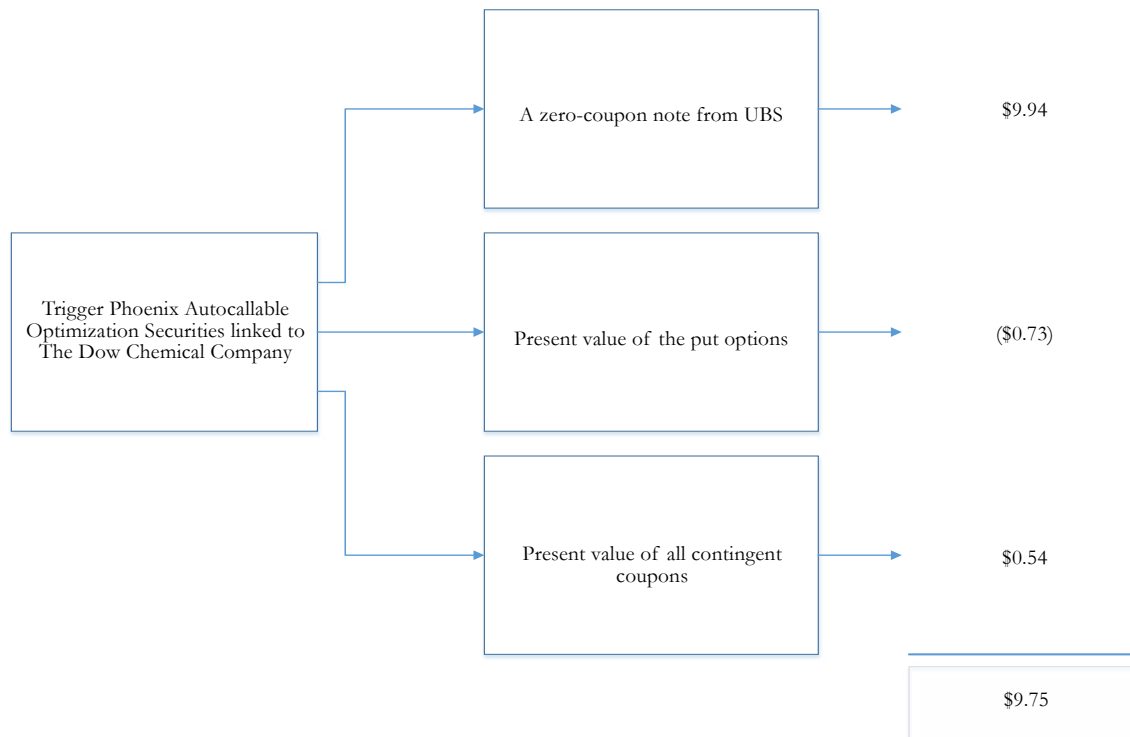 A zero-coupon note from UBS
$9.94
Trigger Phoenix Autocallable
Optimization Securities linked to
The Dow Chemical Company
Present value of the put options
($0.73)
Present value of all contingent
coupons
$0.54
$9.75